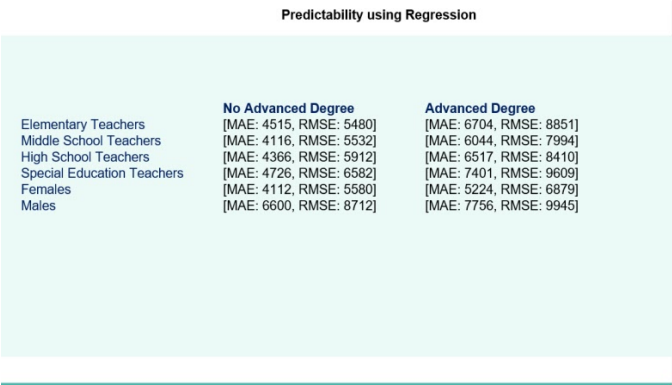 Predictability using Regression
No Advanced Degree Advanced Degree
Elementary Teachers [MAE: 4515, RMSE: 5480] [MAE: 6704, RMSE: 8851]
Middle School Teachers [MAE: 4116, RMSE: 5532] [MAE: 6044, RMSE: 7994]
High School Teachers [MAE: 4366, RMSE: 5912] [MAE: 6517, RMSE: 8410]
Special Education Teachers [MAE: 4726, RMSE: 6582] [MAE: 7401, RMSE: 9609]
Females [MAE: 4112, RMSE: 5580] [MAE: 5224, RMSE: 6879]
Males [MAE: 6600, RMSE: 8712] [MAE: 7756, RMSE: 9945]